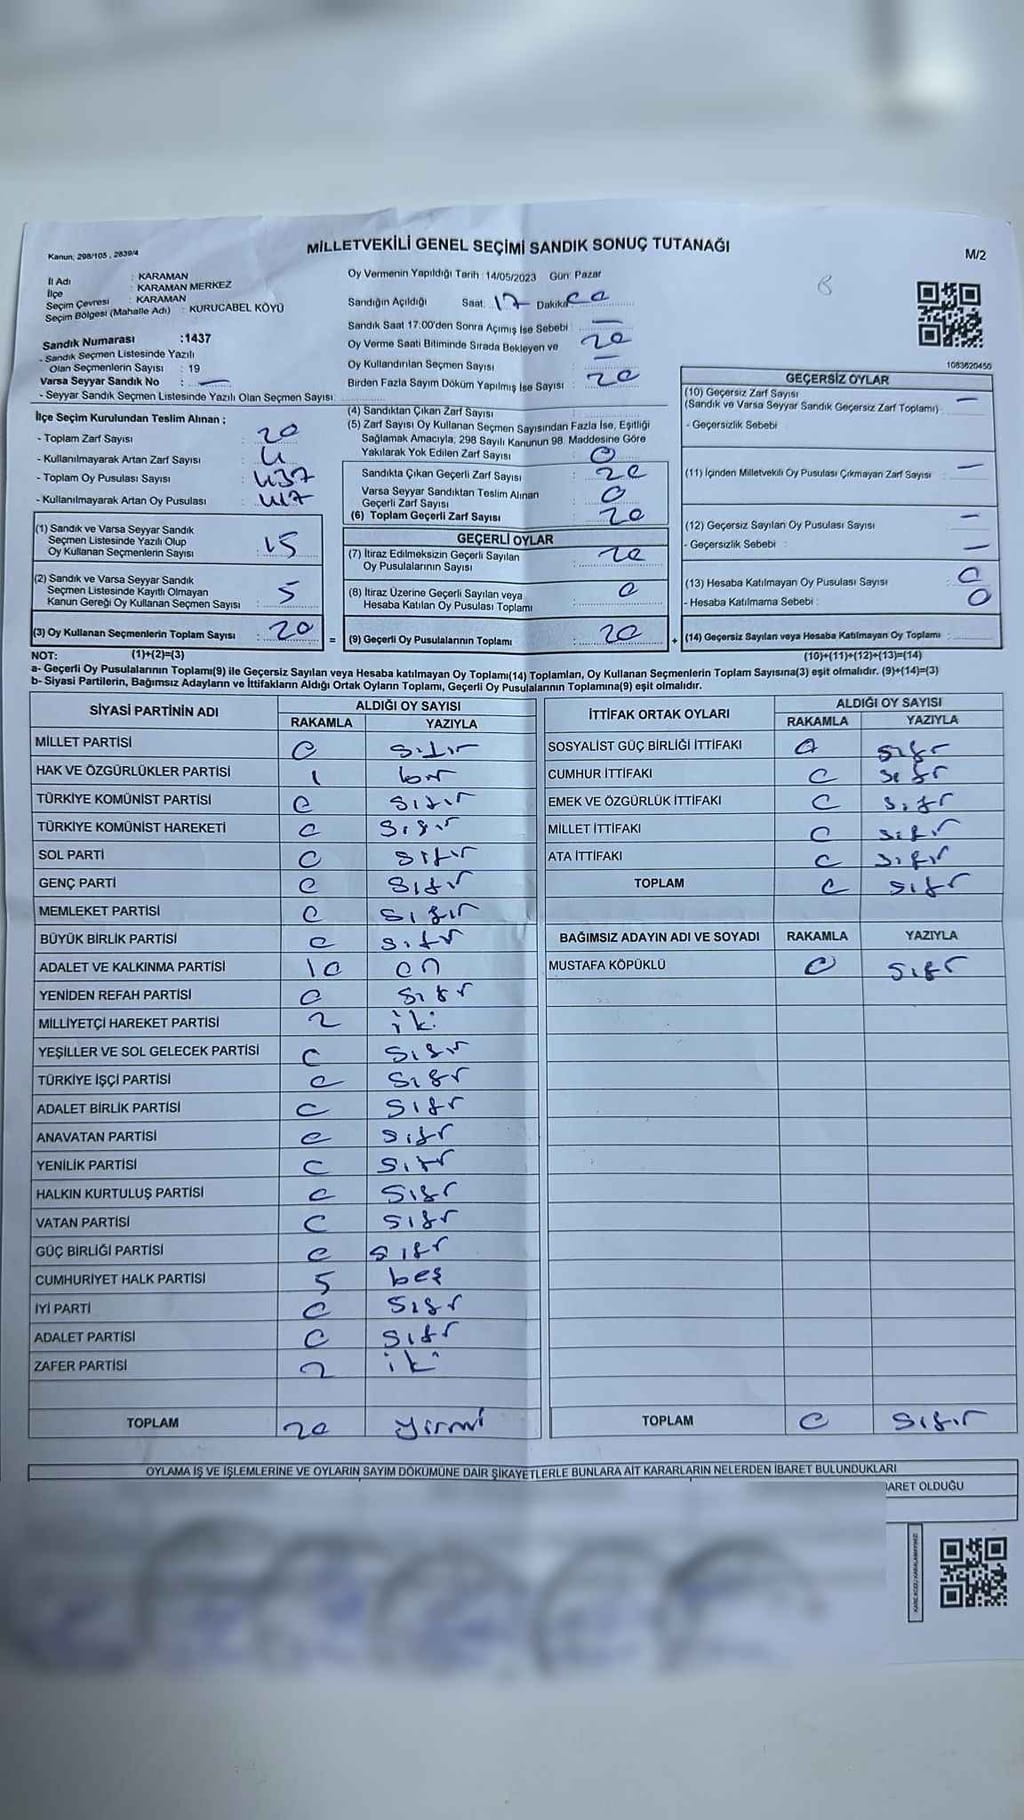 Kanun, 298/105 , 2839/4
MİLLETVEKİLİ GENEL SEÇİMİ SANDIK SONUÇ TUTANAĞI
M/2
İl Adı : KARAMAN
İlçe : KARAMAN MERKEZ
Seçim Çevresi : KARAMAN
Seçim Bölgesi (Mahalle Adı) : KURUCABEL KÖYÜ
Sandık Numarası :1437
- Sandık Seçmen Listesinde Yazılı
Olan Seçmenlerin Sayısı : 19
Varsa Seyyar Sandık No : —
- Seyyar Sandık Seçmen Listesinde Yazılı Olan Seçmen Sayısı
Oy Vermenin Yapıldığı Tarih : 14/05/2023 Gün: Pazar
Sandığın Açıldığı Saat: 17 Dakika 00
Sandık Saat 17:00'den Sonra Açımış İse Sebebi : —
Oy Verme Saati Bitiminde Sırada Bekleyen ve 20
Oy Kullandırılan Seçmen Sayısı : —
Birden Fazla Sayım Döküm Yapılmış İse Sayısı : 20
1083620450
İlçe Seçim Kurulundan Teslim Alınan ;
- Toplam Zarf Sayısı : 20
- Kullanılmayarak Artan Zarf Sayısı :
- Toplam Oy Pusulası Sayısı : 437
- Kullanılmayarak Artan Oy Pusulası : 417
(1) Sandık ve Varsa Seyyar Sandık
Seçmen Listesinde Yazılı Olup
Oy Kullanan Seçmenlerin Sayısı : 15
(2) Sandık ve Varsa Seyyar Sandık
Seçmen Listesinde Kayıtlı Olmayan
Kanun Gereği Oy Kullanan Seçmen Sayısı : 5
(3) Oy Kullanan Seçmenlerin Toplam Sayısı : 20 =
(4) Sandıktan Çıkan Zarf Sayısı
(5) Zarf Sayısı Oy Kullanan Seçmen Sayısından Fazla İse, Eşitliği
Sağlamak Amacıyla, 298 Sayılı Kanunun 98. Maddesine Göre
Yakılarak Yok Edilen Zarf Sayısı : 0
Sandıkta Çıkan Geçerli Zarf Sayısı : 20
Varsa Seyyar Sandıktan Teslim Alınan
Geçerli Zarf Sayısı : 0
(6) Toplam Geçerli Zarf Sayısı : 20
GEÇERLİ OYLAR
(7) İtiraz Edilmeksizin Geçerli Sayılan
Oy Pusulalarının Sayısı : 20
(8) İtiraz Üzerine Geçerli Sayılan veya
Hesaba Katılan Oy Pusulası Toplamı : 0
(9) Geçerli Oy Pusulalarının Toplamı : 20 +
GEÇERSİZ OYLAR
(10) Geçersiz Zarf Sayısı
(Sandık ve Varsa Seyyar Sandık Geçersiz Zarf Toplamı) : —
- Geçersizlik Sebebi :
(11) İçinden Milletvekili Oy Pusulası Çıkmayan Zarf Sayısı : —
(12) Geçersiz Sayılan Oy Pusulası Sayısı : —
- Geçersizlik Sebebi : —
(13) Hesaba Katılmayan Oy Pusulası Sayısı : 0
- Hesaba Katılmama Sebebi : 0
(14) Geçersiz Sayılan veya Hesaba Katılmayan Oy Toplamı :
NOT: (1)+(2)=(3) (10)+(11)+(12)+(13)=(14)
a- Geçerli Oy Pusulalarının Toplamı(9) ile Geçersiz Sayılan veya Hesaba katılmayan Oy Toplamı(14) Toplamları, Oy Kullanan Seçmenlerin Toplam Sayısına(3) eşit olmalıdır. (9)+(14)=(3)
b- Siyasi Partilerin, Bağımsız Adayların ve İttifakların Aldığı Ortak Oyların Toplamı, Geçerli Oy Pusulalarının Toplamına(9) eşit olmalıdır.
SİYASİ PARTİNİN ADI ALDIĞI OY SAYISI
RAKAMLA YAZIYLA
MİLLET PARTİSİ 0 sıfır
HAK VE ÖZGÜRLÜKLER PARTİSİ 1 bir
TÜRKİYE KOMÜNİST PARTİSİ 0 sıfır
TÜRKİYE KOMÜNİST HAREKETİ 0 sıfır
SOL PARTİ 0 sıfır
GENÇ PARTİ 0 sıfır
MEMLEKET PARTİSİ 0 sıfır
BÜYÜK BİRLİK PARTİSİ 0 sıfır
ADALET VE KALKINMA PARTİSİ 10 on
YENİDEN REFAH PARTİSİ 0 sıfır
MİLLİYETÇİ HAREKET PARTİSİ 2 iki
YEŞİLLER VE SOL GELECEK PARTİSİ 0 sıfır
TÜRKİYE İŞÇİ PARTİSİ 0 sıfır
ADALET BİRLİK PARTİSİ 0 sıfır
ANAVATAN PARTİSİ 0 sıfır
YENİLİK PARTİSİ 0 sıfır
HALKIN KURTULUŞ PARTİSİ 0 sıfır
VATAN PARTİSİ 0 sıfır
GÜÇ BİRLİĞİ PARTİSİ 0 sıfır
CUMHURİYET HALK PARTİSİ 5 beş
İYİ PARTİ 0 sıfır
ADALET PARTİSİ 0 sıfır
ZAFER PARTİSİ 2 iki
TOPLAM 20 yirmi
İTTİFAK ORTAK OYLARI ALDIĞI OY SAYISI
RAKAMLA YAZIYLA
SOSYALİST GÜÇ BİRLİĞİ İTTİFAKI 0 sıfır
CUMHUR İTTİFAKI 0 sıfır
EMEK VE ÖZGÜRLÜK İTTİFAKI 0 sıfır
MİLLET İTTİFAKI 0 sıfır
ATA İTTİFAKI 0 sıfır
TOPLAM 0 sıfır
BAĞIMSIZ ADAYIN ADI VE SOYADI RAKAMLA YAZIYLA
MUSTAFA KÖPÜKLÜ 0 sıfır
TOPLAM 0 sıfır
OYLAMA İŞ VE İŞLEMLERİNE VE OYLARIN SAYIM DÖKÜMÜNE DAİR ŞİKAYETLERLE BUNLARA AİT KARARLARIN NELERDEN İBARET BULUNDUKLARI
BARET OLDUĞU